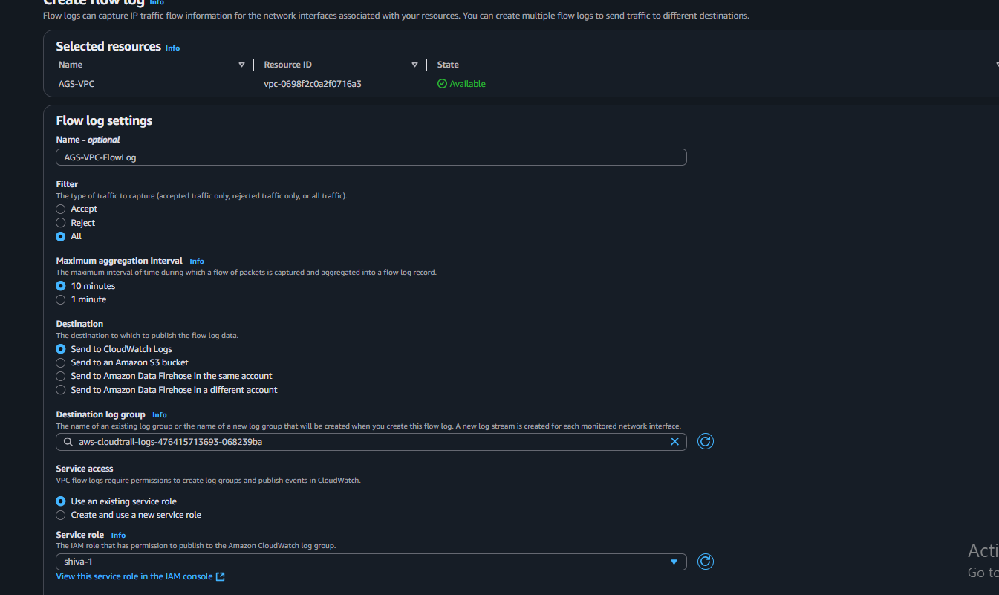 Create flow log Info
Flow logs can capture IP traffic flow information for the network interfaces associated with your resources. You can create multiple flow logs to send traffic to different destinations.
Selected resources Info
Name Resource ID State
AGS-VPC vpc-0698f2c0a2f0716a3 Available
Flow log settings
Name - optional
AGS-VPC-FlowLog
Filter
The type of traffic to capture (accepted traffic only, rejected traffic only, or all traffic).
Accept
Reject
All
Maximum aggregation interval Info
The maximum interval of time during which a flow of packets is captured and aggregated into a flow log record.
10 minutes
1 minute
Destination
The destination to which to publish the flow log data.
Send to CloudWatch Logs
Send to an Amazon S3 bucket
Send to Amazon Data Firehose in the same account
Send to Amazon Data Firehose in a different account
Destination log group Info
The name of an existing log group or the name of a new log group that will be created when you create this flow log. A new log stream is created for each monitored network interface.
aws-cloudtrail-logs-476415713693-068239ba
Service access
VPC flow logs require permissions to create log groups and publish events in CloudWatch.
Use an existing service role
Create and use a new service role
Service role Info
The IAM role that has permission to publish to the Amazon CloudWatch log group.
shiva-1
View this service role in the IAM console
Acti
Go to